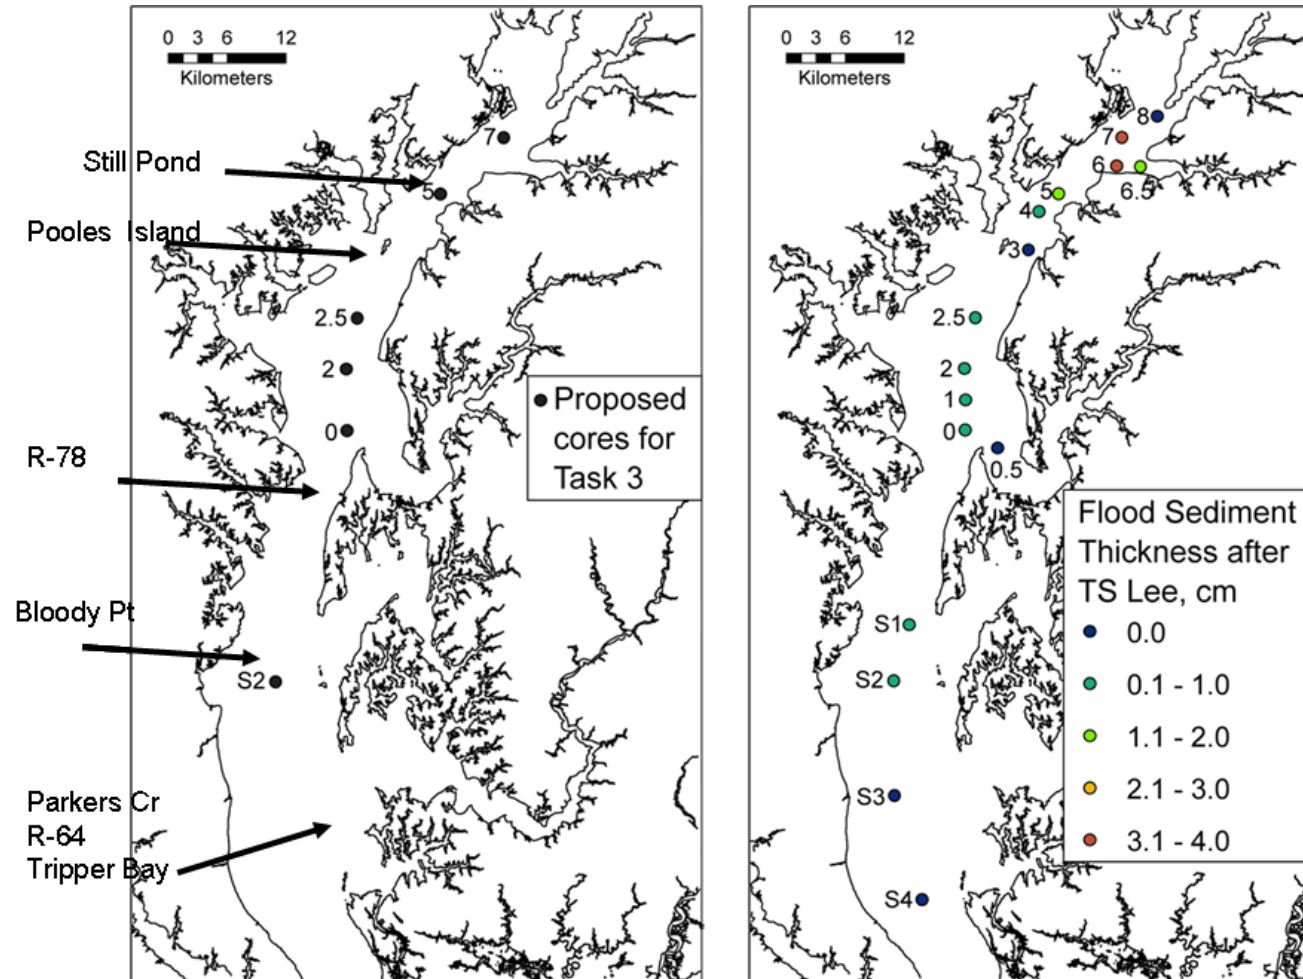 0 3 6 12
Kilometers
7
Still Pond
5
Pooles Island
2.5
2
0
Proposed
cores for
Task 3
R-78
Bloody Pt
S2
Parkers Cr
R-64
Tripper Bay
0 3 6 12
Kilometers
8
7
6
6.5
5
4
3
2.5
2
1
0
0.5
Flood Sediment
Thickness after
TS Lee, cm
0.0
0.1 - 1.0
1.1 - 2.0
2.1 - 3.0
3.1 - 4.0
S1
S2
S3
S4